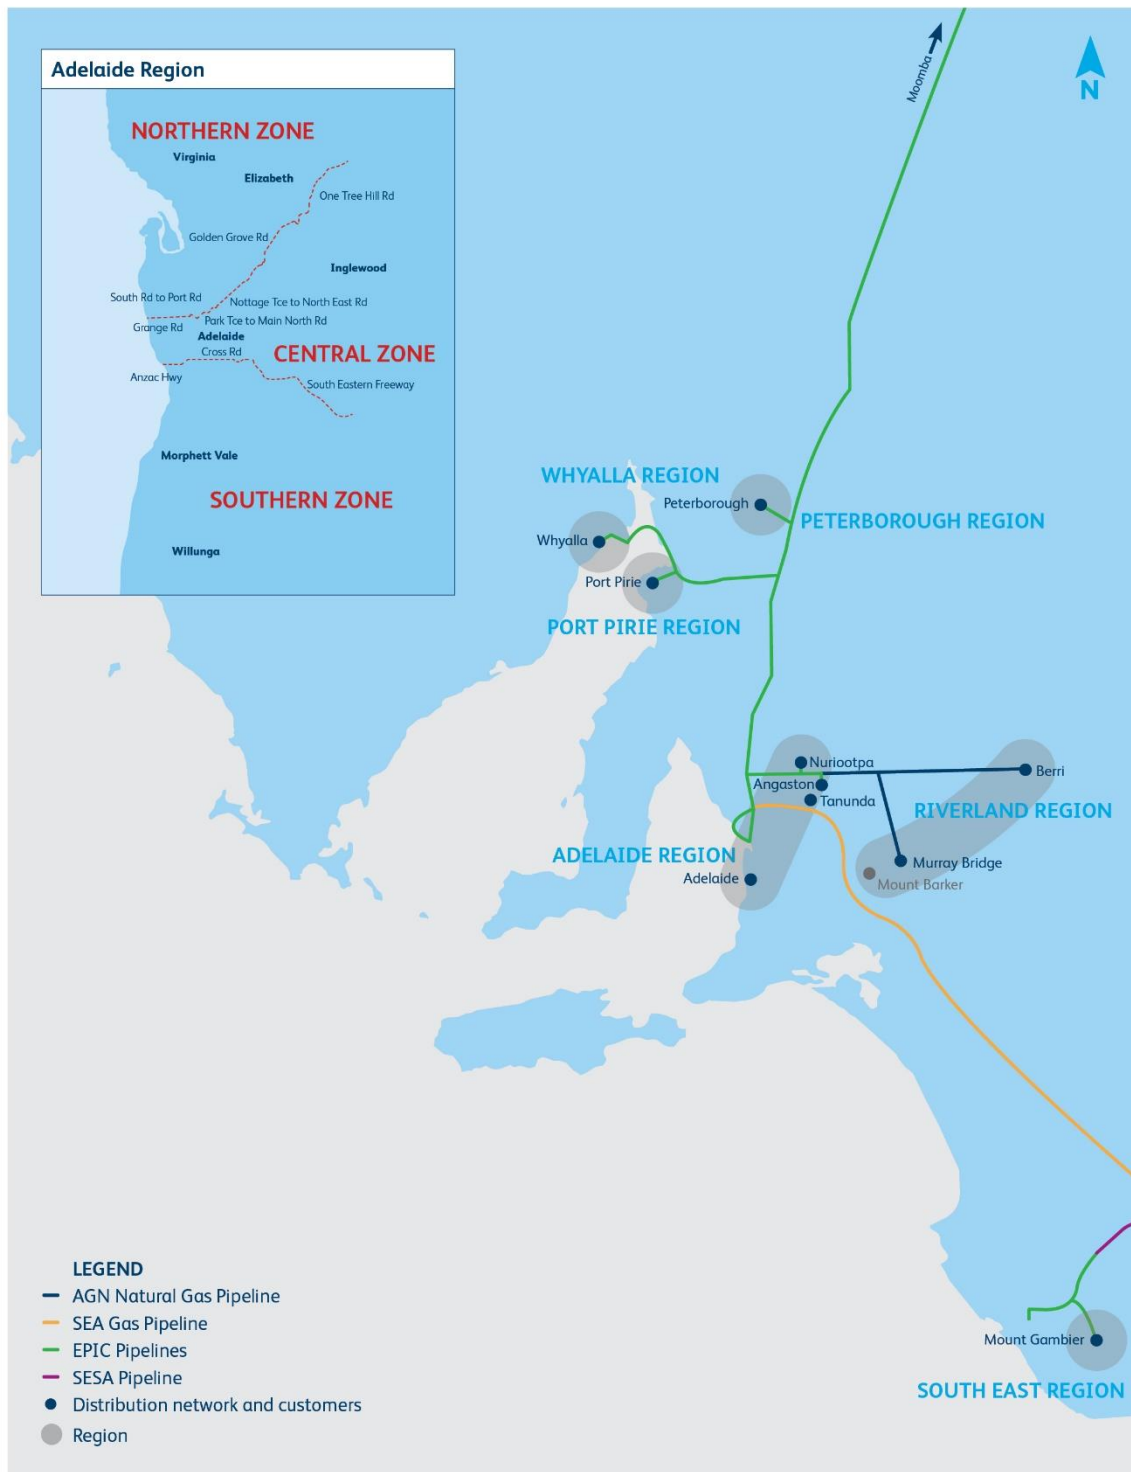 Adelaide Region
NORTHERN ZONE
Virginia
Elizabeth
One Tree Hill Rd
Golden Grove Rd
Inglewood
South Rd to Port Rd
Nottage Tce to North East Rd
Grange Rd
Park Tce to Main North Rd
Adelaide
Cross Rd
CENTRAL ZONE
Anzac Hwy
South Eastern Freeway
Morphett Vale
SOUTHERN ZONE
Willunga
Moomba
N
WHYALLA REGION
Peterborough
PETERBOROUGH REGION
Whyalla
Port Pirie
PORT PIRIE REGION
Nuriootpa
Angaston
Tanunda
Berri
RIVERLAND REGION
ADELAIDE REGION
Adelaide
Murray Bridge
Mount Barker
Mount Gambier
SOUTH EAST REGION
LEGEND
AGN Natural Gas Pipeline
SEA Gas Pipeline
EPIC Pipelines
SESA Pipeline
Distribution network and customers
Region